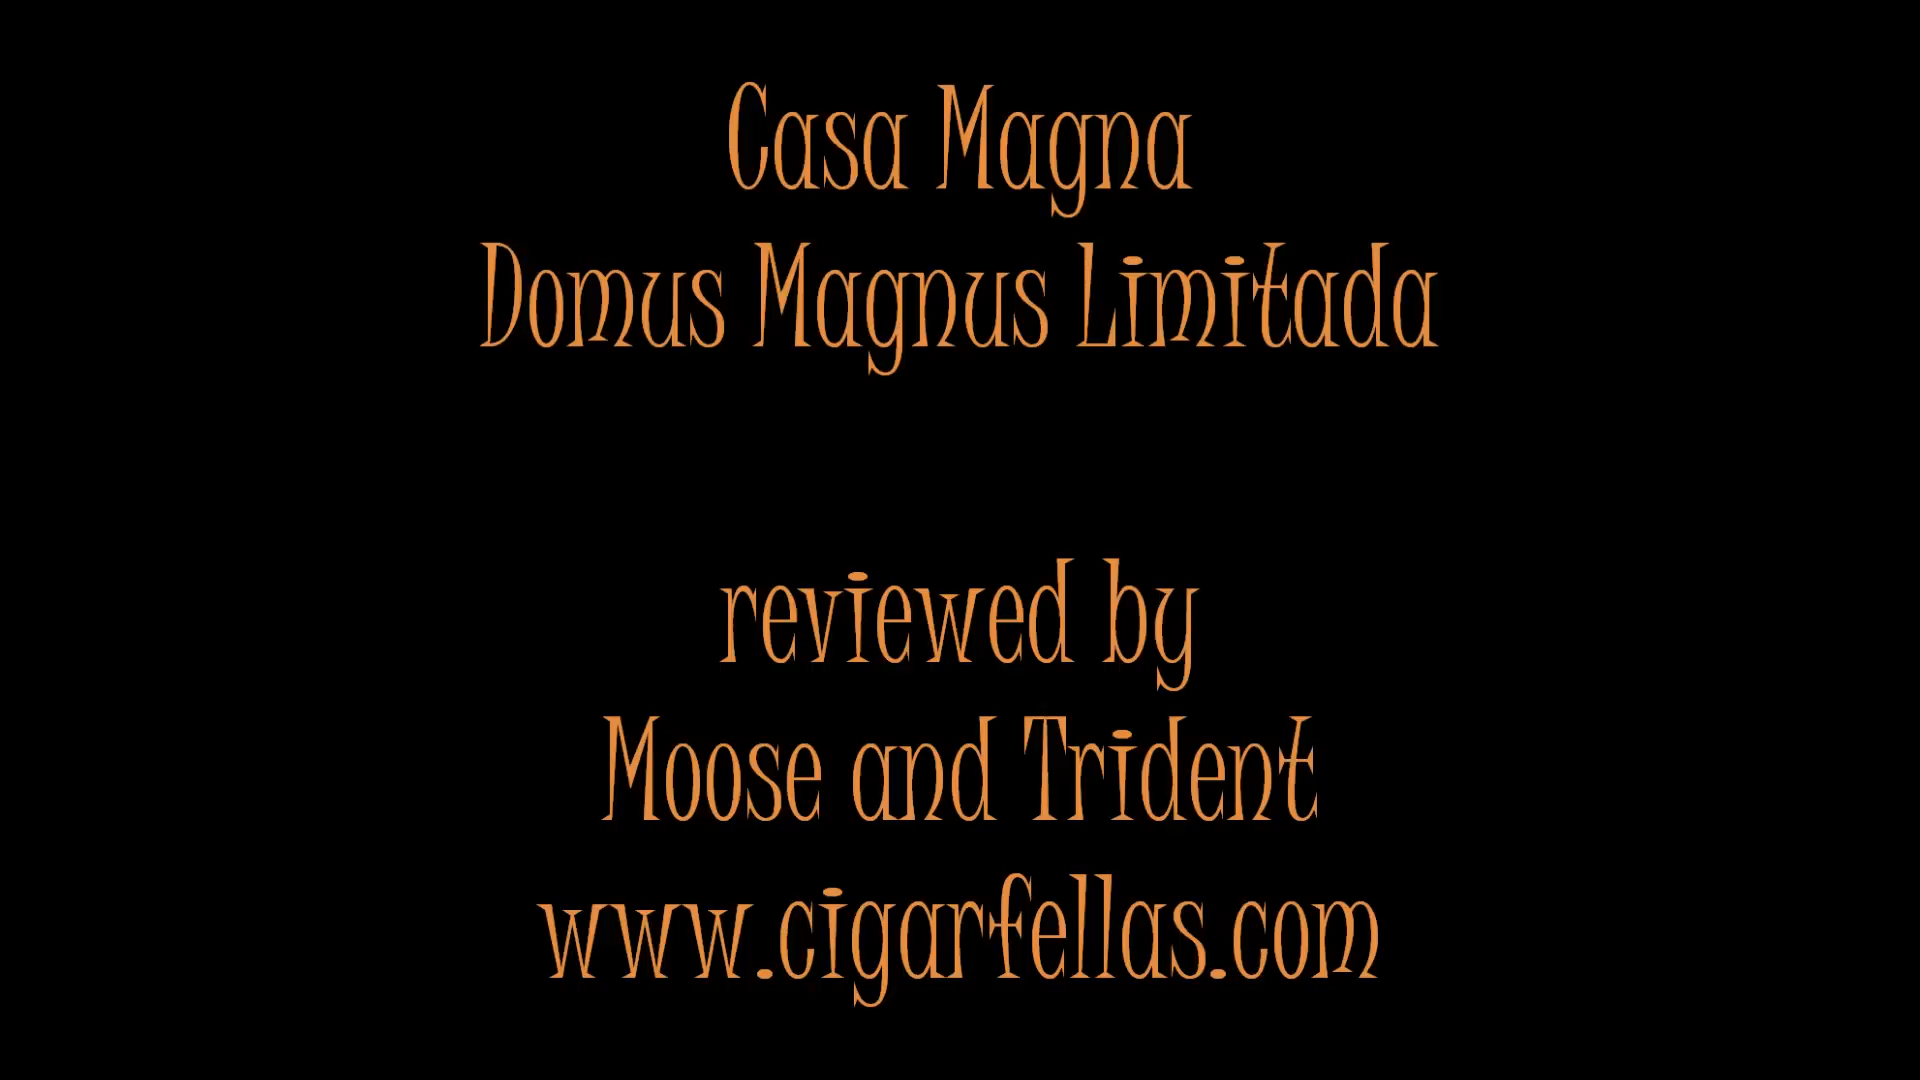 Casa Magna
Domus Magnus Limitada
reviewed by
Moose and Trident
www.cigarfellas.com